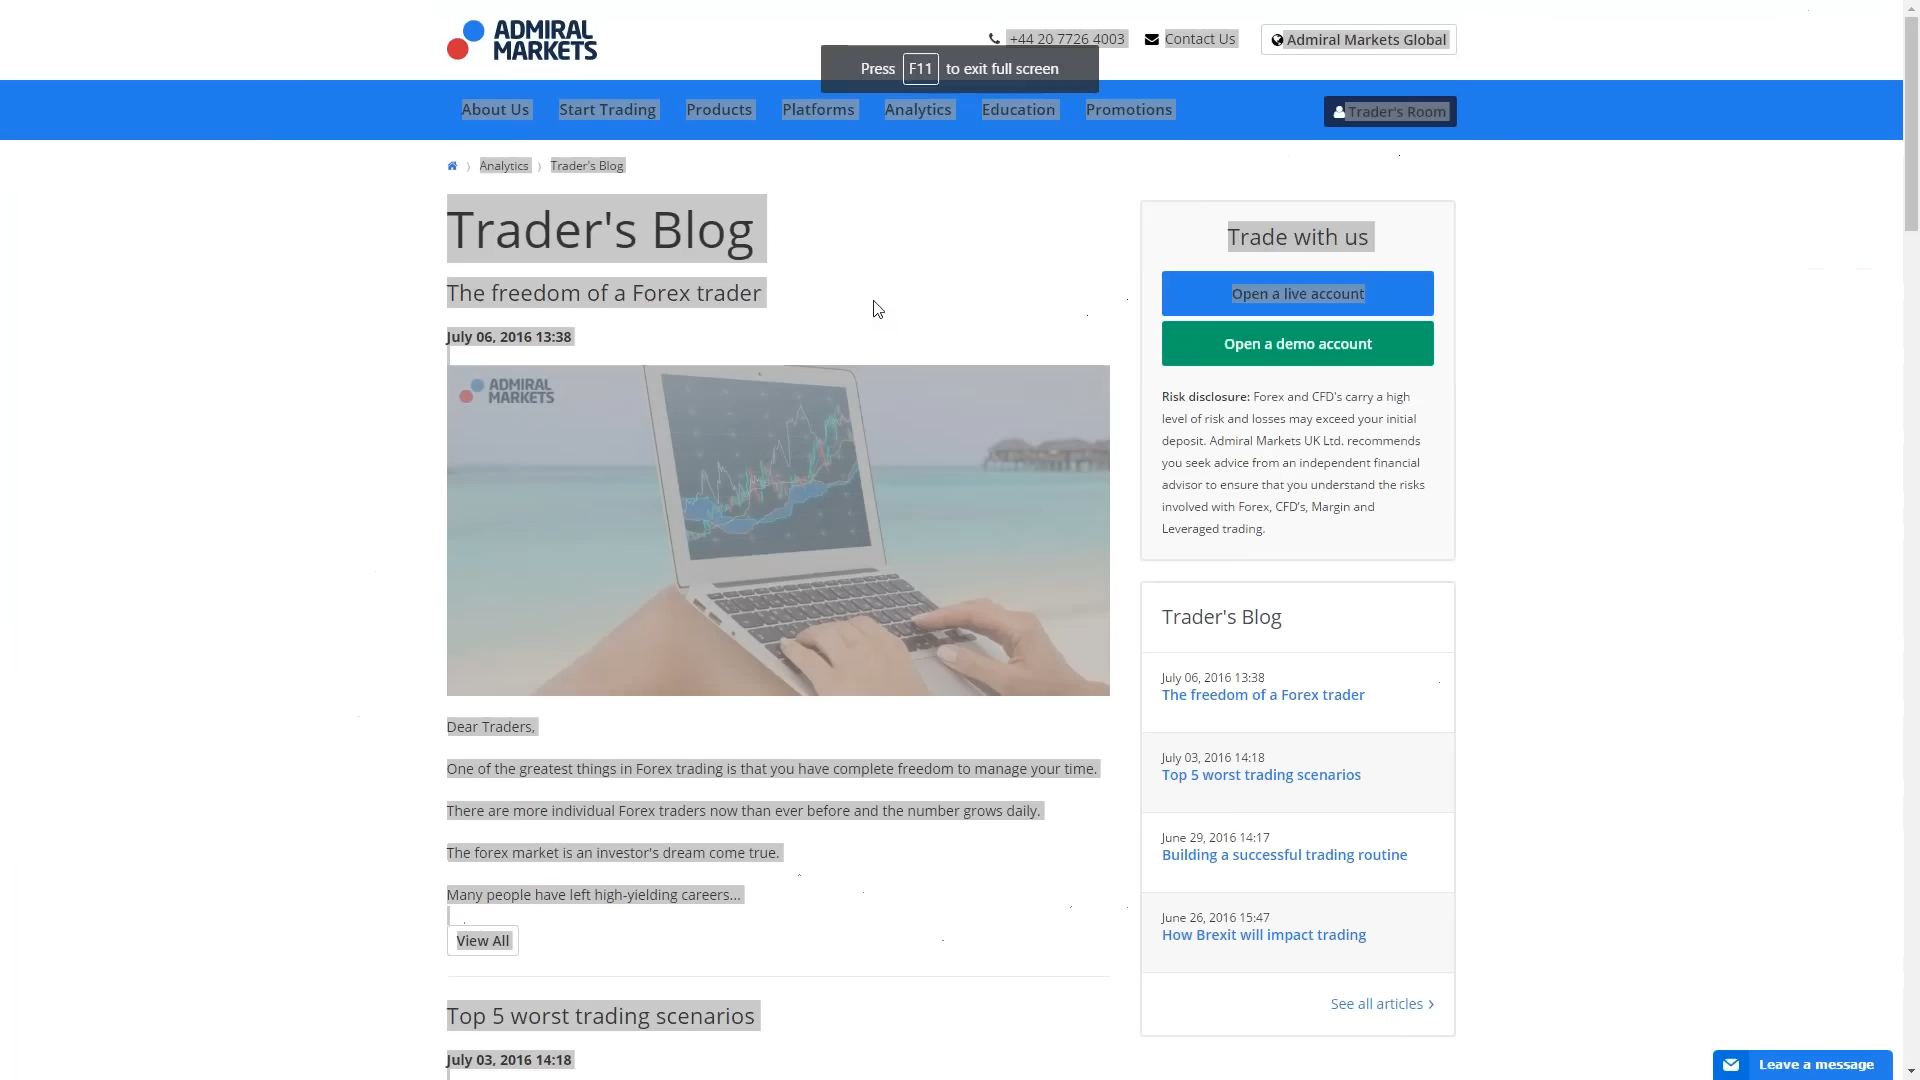 ADMIRAL
MARKETS
+44 20 7726 4003
Contact Us
Admiral Markets Global
Press F11 to exit full screen
About Us
Start Trading
Products
Platforms
Analytics
Education
Promotions
Trader's Room
Analytics
Trader's Blog
Trader's Blog
The freedom of a Forex trader
July 06, 2016 13:38
ADMIRAL
MARKETS
Dear Traders,
One of the greatest things in Forex trading is that you have complete freedom to manage your time.
There are more individual Forex traders now than ever before and the number grows daily.
The forex market is an investor's dream come true.
Many people have left high-yielding careers...
View All
Top 5 worst trading scenarios
July 03, 2016 14:18
Trade with us
Open a live account
Open a demo account
Risk disclosure: Forex and CFD's carry a high
level of risk and losses may exceed your initial
deposit. Admiral Markets UK Ltd. recommends
you seek advice from an independent financial
advisor to ensure that you understand the risks
involved with Forex, CFD’s, Margin and
Leveraged trading.
Trader's Blog
July 06, 2016 13:38
The freedom of a Forex trader
July 03, 2016 14:18
Top 5 worst trading scenarios
June 29, 2016 14:17
Building a successful trading routine
June 26, 2016 15:47
How Brexit will impact trading
See all articles
Leave a message